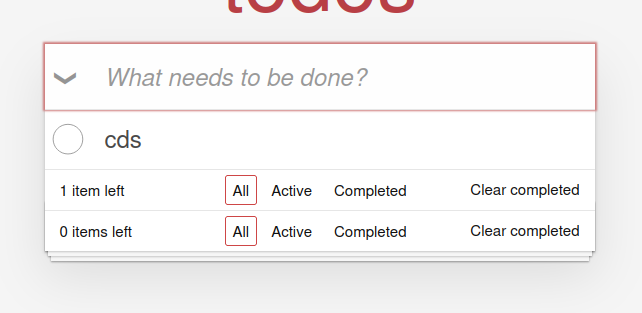 todos
What needs to be done?
cds
1 item left All Active Completed Clear completed
0 items left All Active Completed Clear completed